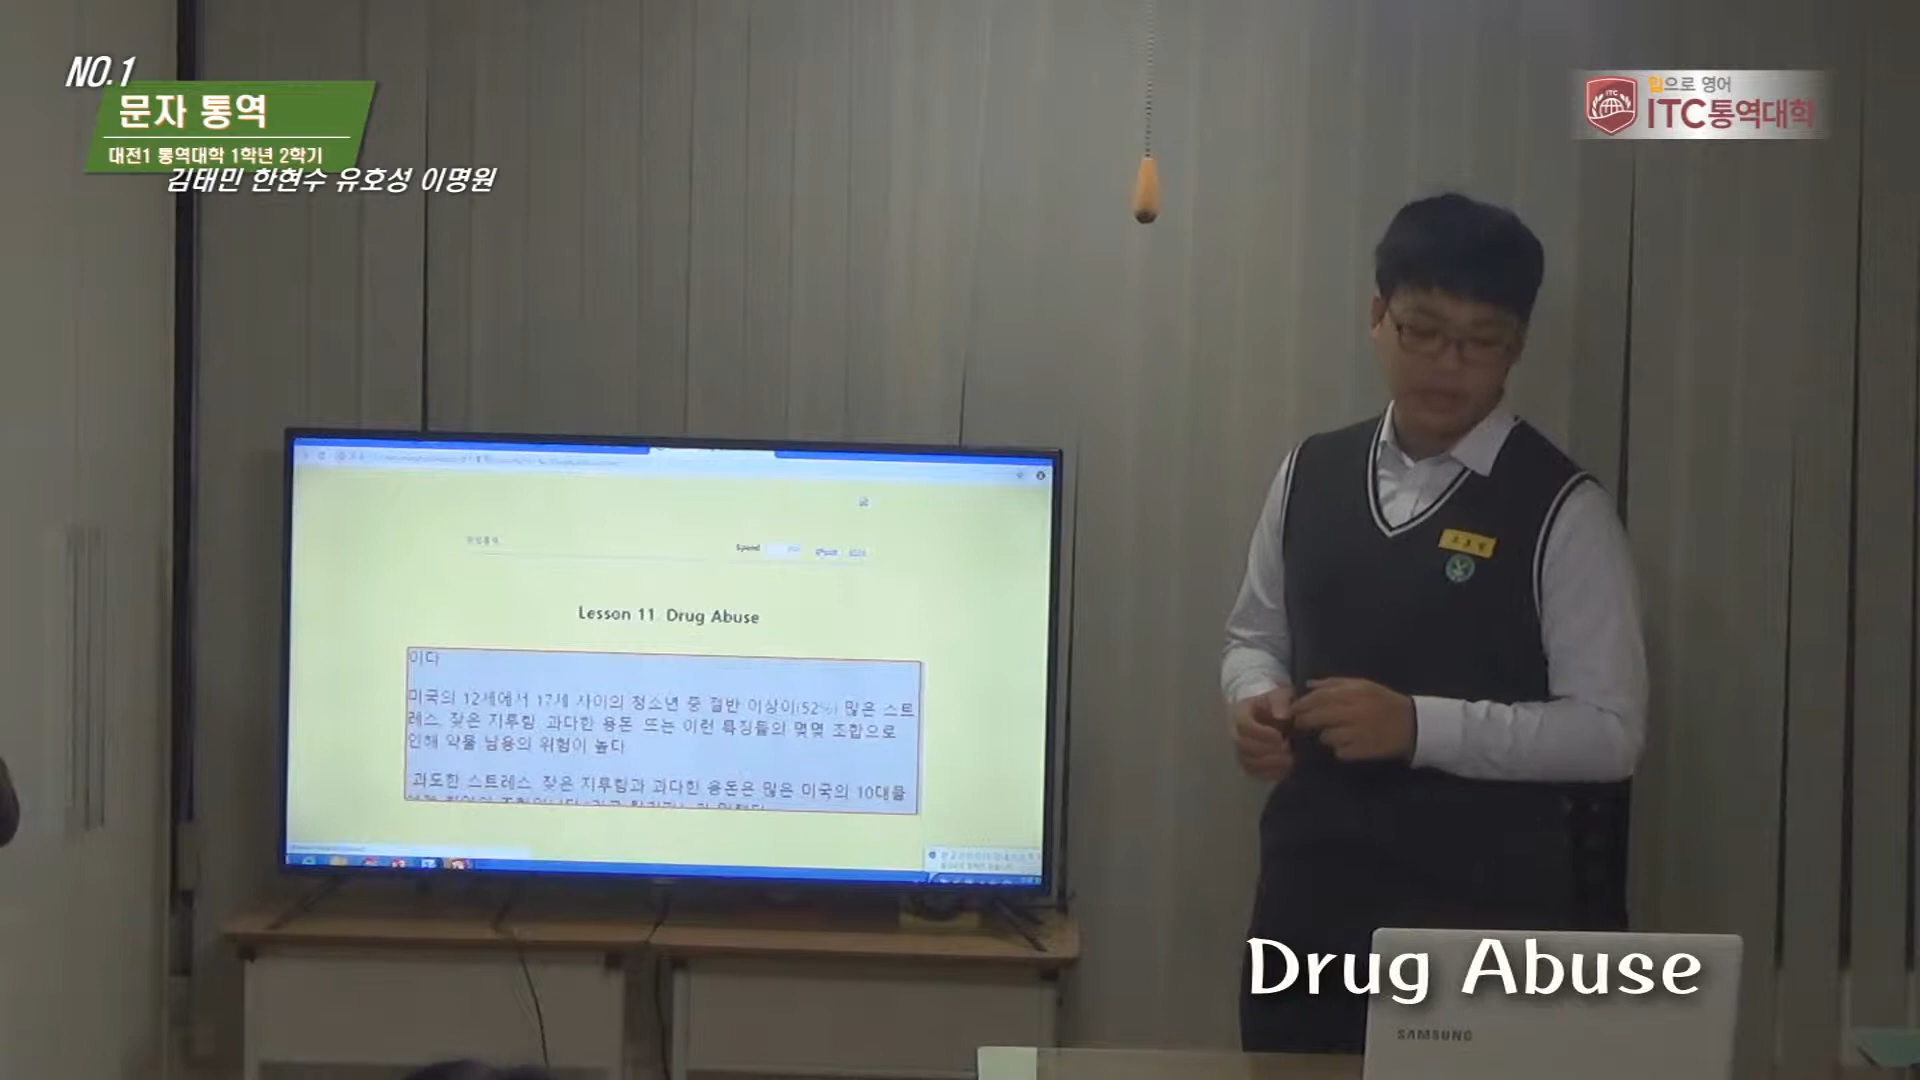 NO.1
문자 통역
대전1 통역대학 1학년 2학기
김태민 한현수 유호성 이명원
입으로 영어
ITC
ITC통역대학
Speed
Lesson 11. Drug Abuse
이다
미국의 12세에서 17세 사이의 청소년 중 절반 이상이(52%) 많은 스트
레스, 잦은 지루함, 과다한 용돈, 또는 이런 특징들의 몇몇 조합으로
인해 약물 남용의 위험이 높다
과도한 스트레스, 잦은 지루함과 과다한 용돈은 많은 미국의 10대들
Drug Abuse
SAMSUNG